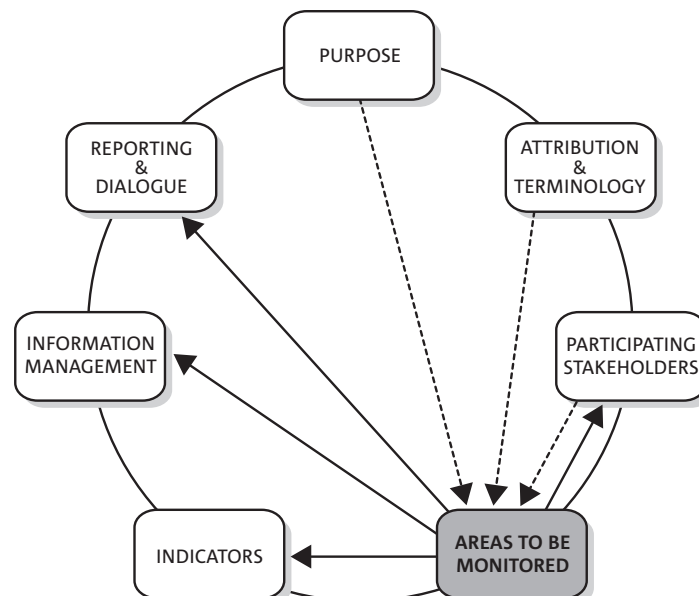 PURPOSE
REPORTING
&
DIALOGUE
ATTRIBUTION
&
TERMINOLOGY
INFORMATION
MANAGEMENT
PARTICIPATING
STAKEHOLDERS
INDICATORS
AREAS TO BE
MONITORED